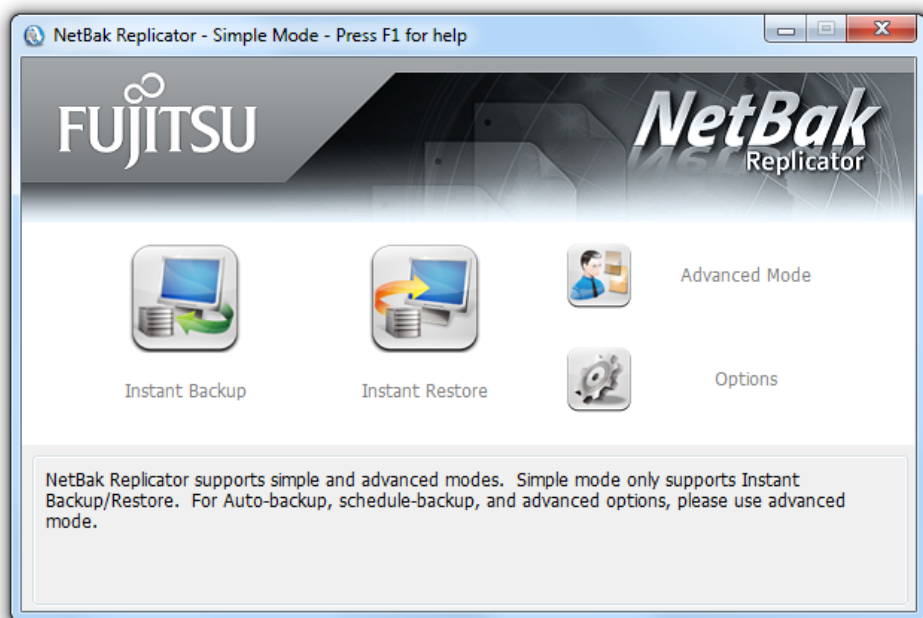 NetBak Replicator - Simple Mode - Press F1 for help
FUJITSU
NetBak
Replicator
Advanced Mode
Instant Backup
Instant Restore
Options
NetBak Replicator supports simple and advanced modes.  Simple mode only supports Instant
Backup/Restore.  For Auto-backup, schedule-backup, and advanced options, please use advanced
mode.